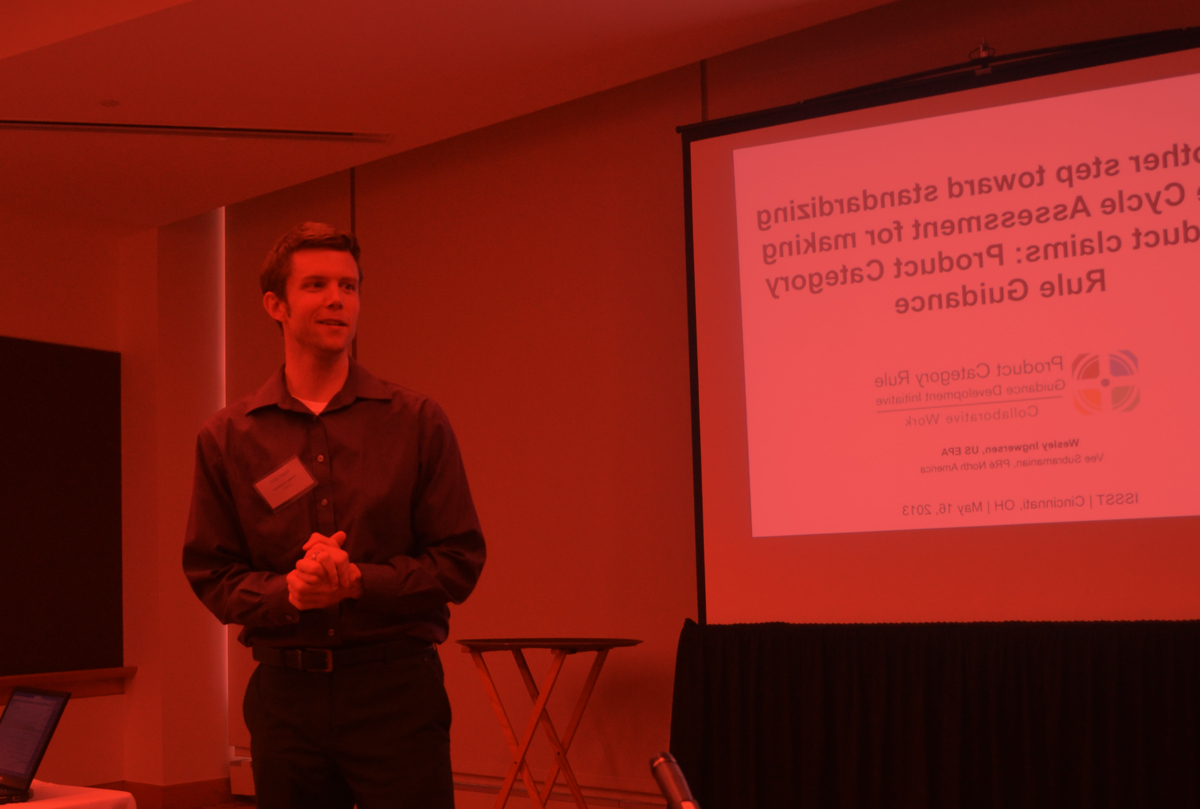 other step toward standardizing
e Cycle Assessment for making
duct claims: Product Category
Rule Guidance
Product Category Rule
Guidance Development Initiative
Collaborative Work
Wesley Ingwersen, US EPA
Vee Subramanian, PRé North America
ISSST | Cincinnati, OH | May 16, 2013